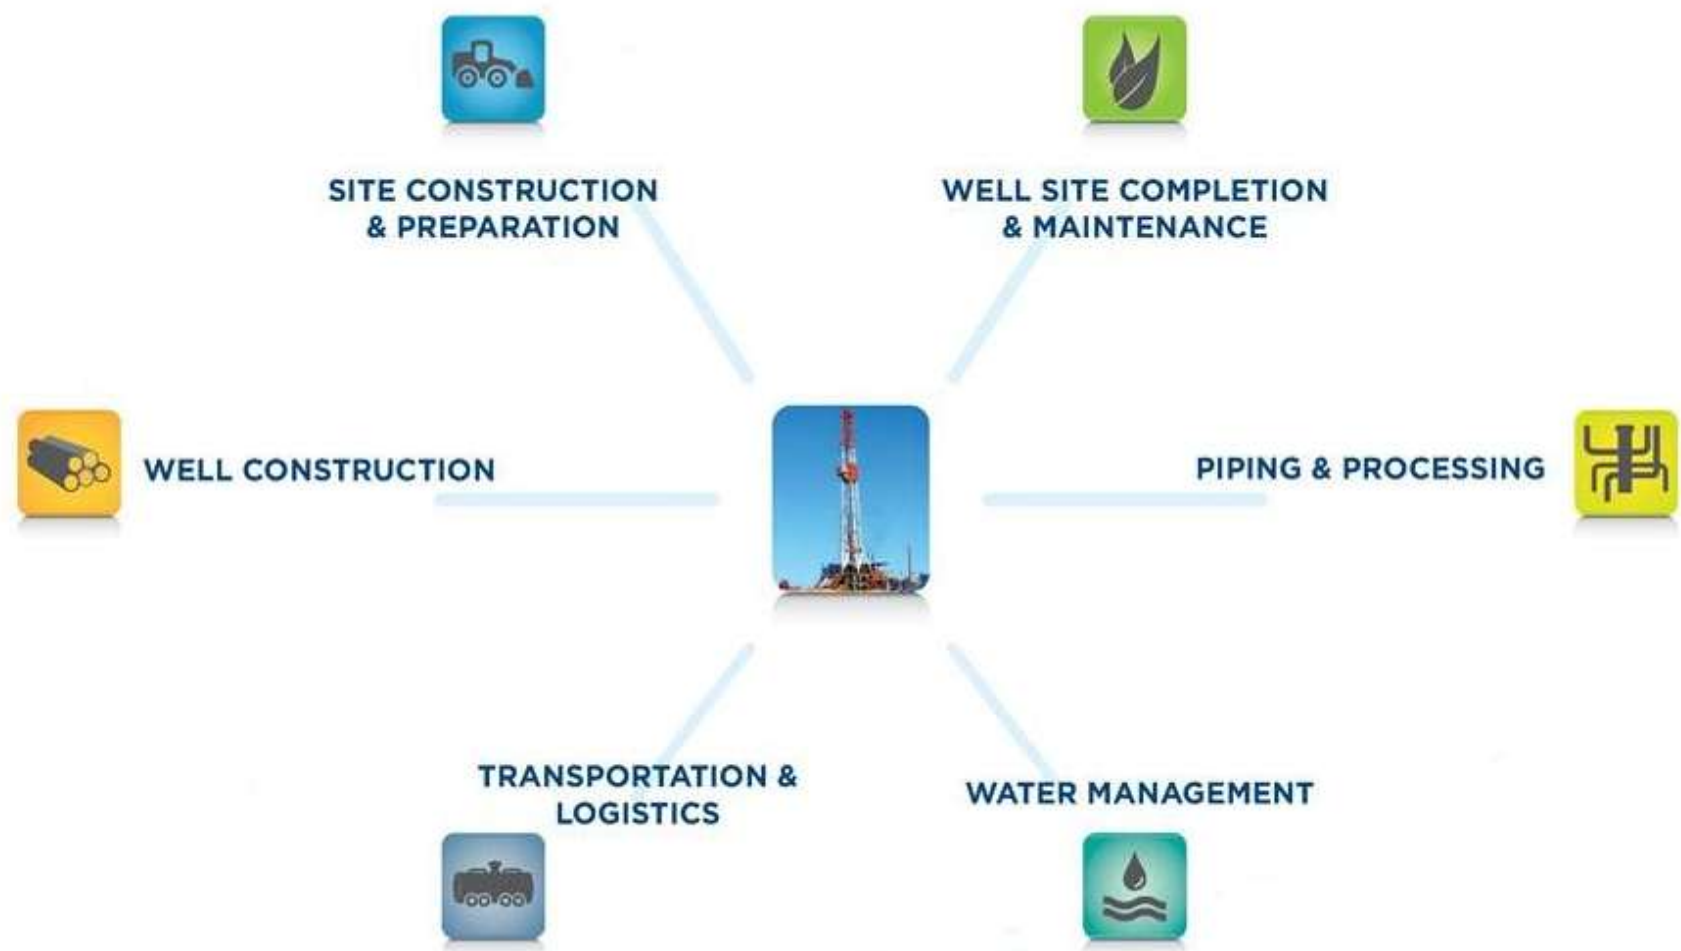 SITE CONSTRUCTION
& PREPARATION
WELL SITE COMPLETION
& MAINTENANCE
WELL CONSTRUCTION
PIPING & PROCESSING
TRANSPORTATION &
LOGISTICS
WATER MANAGEMENT